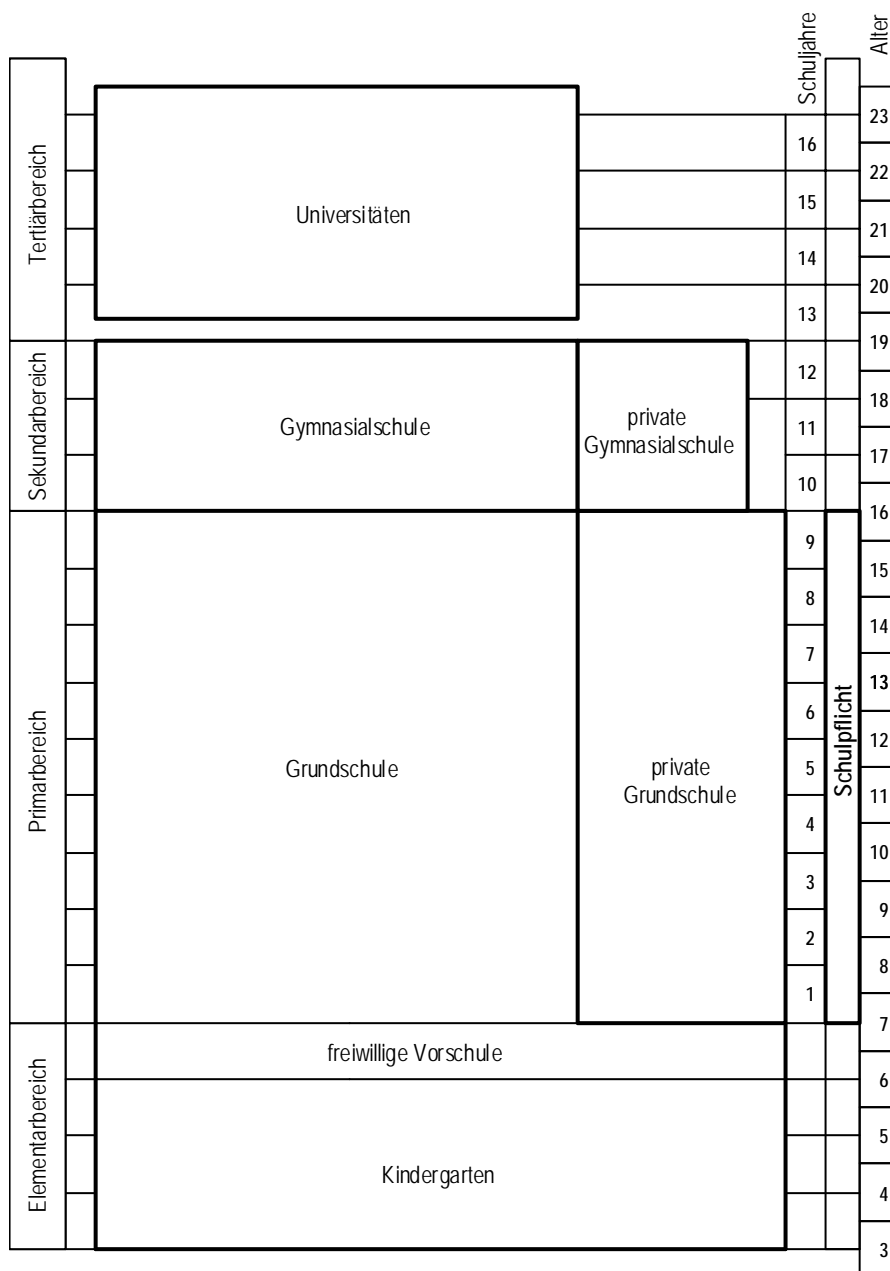 Schuljahre
Alter
Tertiärbereich
Universitäten
23
16
22
15
21
14
20
13
19
Sekundarbereich
Gymnasialschule
private
Gymnasialschule
12
18
11
17
10
16
Primarbereich
Grundschule
private
Grundschule
Schulpflicht
9
15
8
14
7
13
6
12
5
11
4
10
3
9
2
8
1
7
Elementarbereich
freiwillige Vorschule
6
5
Kindergarten
4
3